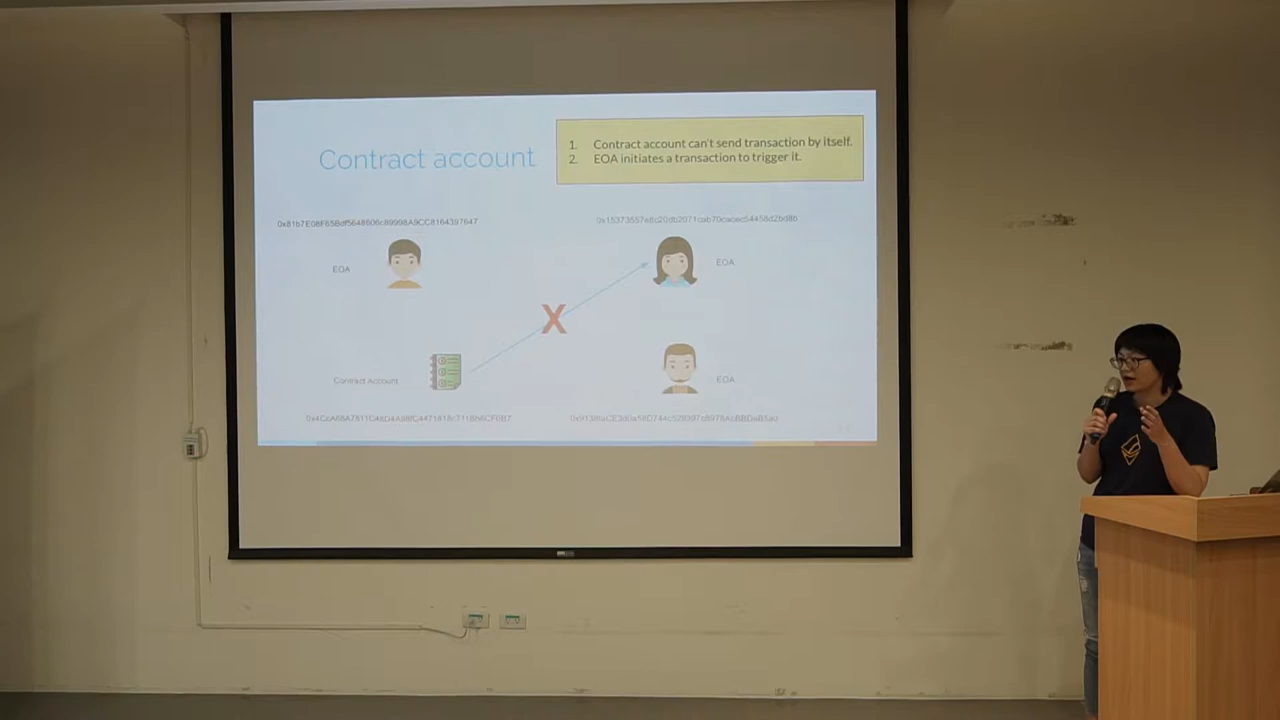 Contract account
1. Contract account can't send transaction by itself.
2. EOA initiates a transaction to trigger it.
EOA
EOA
X
Contract Account
EOA